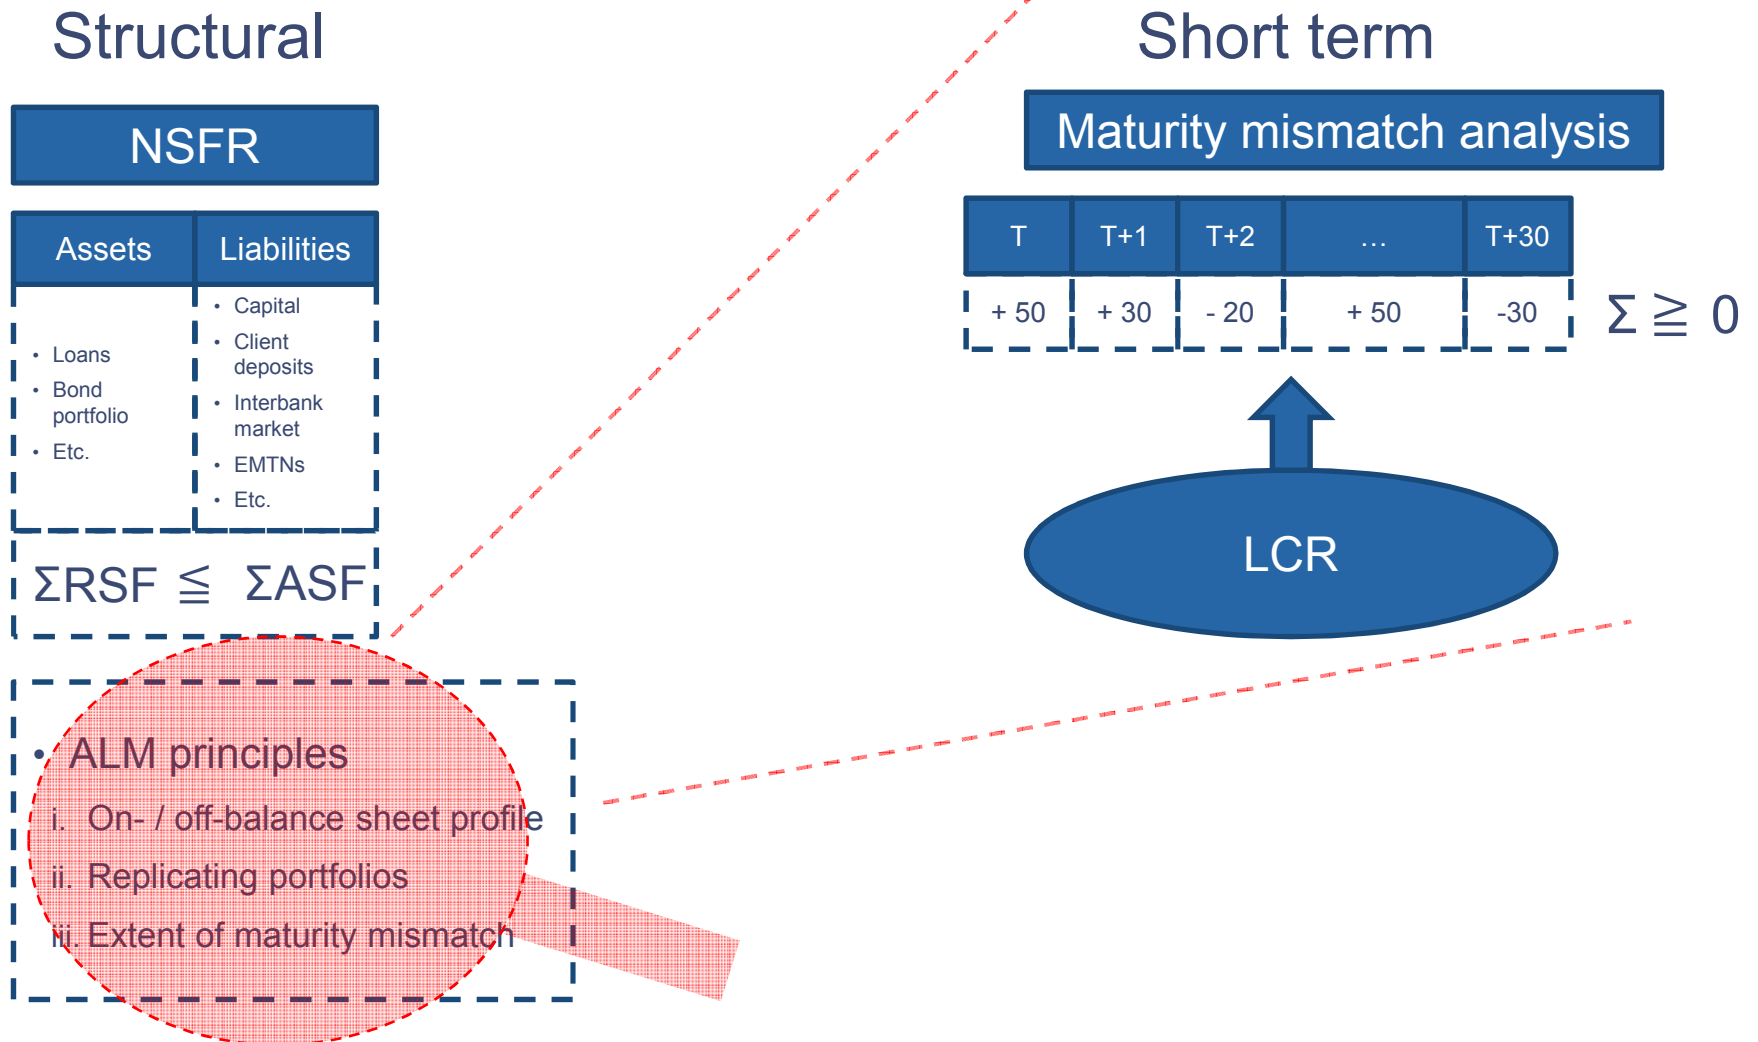 Structural
NSFR
Assets Liabilities
• Loans
• Bond
portfolio
• Etc.
• Capital
• Client
deposits
• Interbank
market
• EMTNs
• Etc.
ΣRSF ≦ ΣASF
• ALM principles
i. On- / off-balance sheet profile
ii. Replicating portfolios
iii. Extent of maturity mismatch
Short term
Maturity mismatch analysis
T T+1 T+2 … T+30
+ 50 + 30 - 20 + 50 -30 Σ ≧ 0
LCR